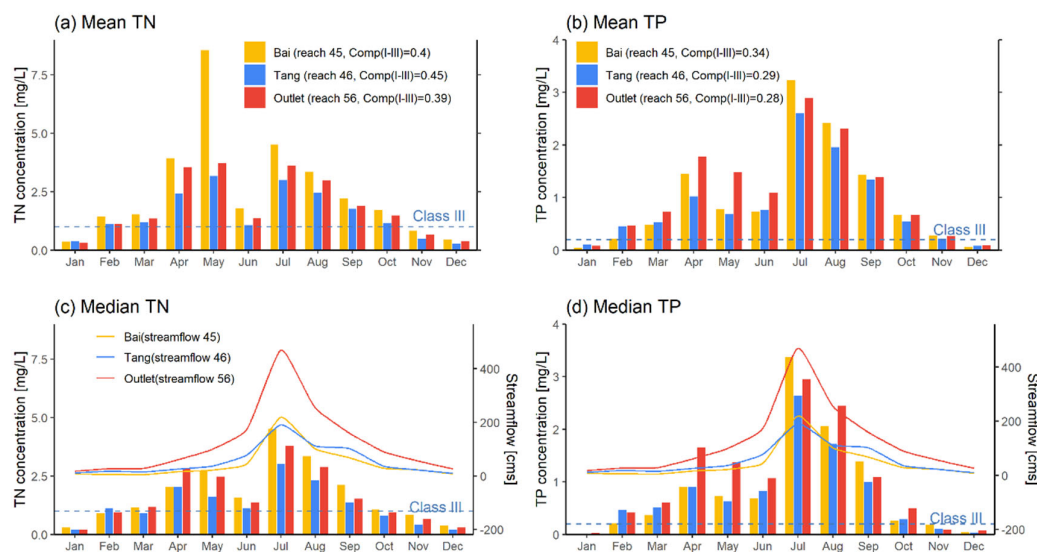 (a) Mean TN
TN concentration [mg/L]
7.5
5.0
2.5
0.0
Bai (reach 45, Comp(I-III)=0.4)
Tang (reach 46, Comp(I-III)=0.45)
Outlet (reach 56, Comp(I-III)=0.39)
Class III
Jan Feb Mar Apr May Jun Jul Aug Sep Oct Nov Dec
(b) Mean TP
TP concentration [mg/L]
4
3
2
1
0
Bai (reach 45, Comp(I-III)=0.34)
Tang (reach 46, Comp(I-III)=0.29)
Outlet (reach 56, Comp(I-III)=0.28)
Class III
Jan Feb Mar Apr May Jun Jul Aug Sep Oct Nov Dec
(c) Median TN
TN concentration [mg/L]
7.5
5.0
2.5
0.0
Bai(streamflow 45)
Tang(streamflow 46)
Outlet(streamflow 56)
Class III
400
200
0
-200
Streamflow [cms]
Jan Feb Mar Apr May Jun Jul Aug Sep Oct Nov Dec
(d) Median TP
TP concentration [mg/L]
4
3
2
1
0
Class III
400
200
0
-200
Streamflow [cms]
Jan Feb Mar Apr May Jun Jul Aug Sep Oct Nov Dec